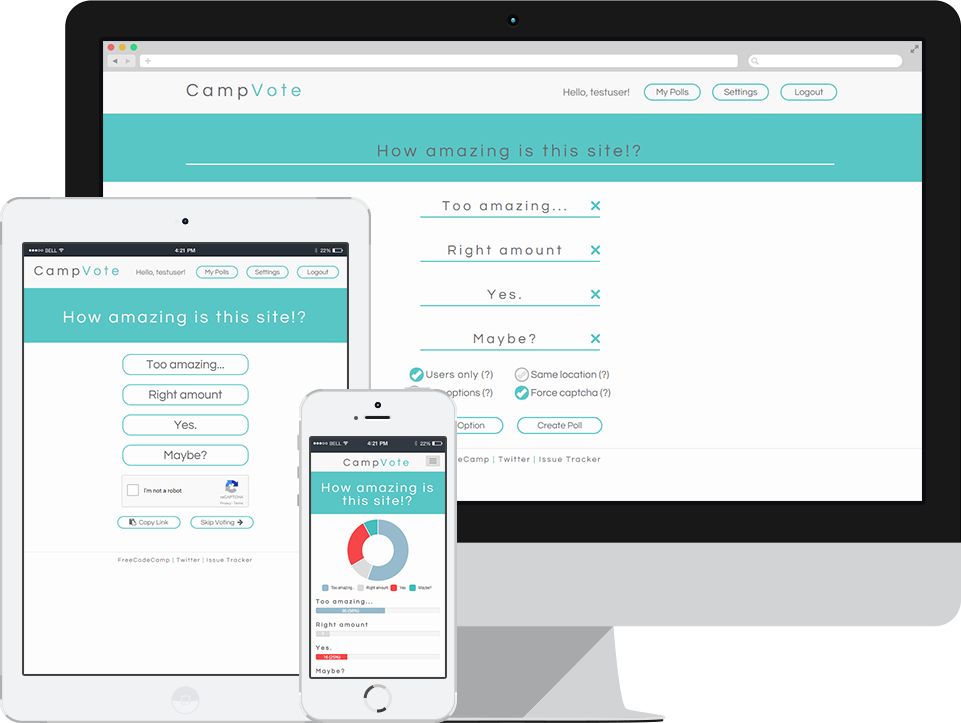 CampVote
Hello, testuser!
My Polls
Settings
Logout
How amazing is this site!?
Too amazing...
Right amount
Yes.
Maybe?
Users only (?)
Same location (?)
options (?)
Force captcha (?)
Option
Create Poll
eCamp | Twitter | Issue Tracker
BELL
4:21 PM
22%
CampVote
Hello, testuser!
My Polls
Settings
Logout
How amazing is this site!?
Too amazing...
Right amount
Yes.
Maybe?
I'm not a robot
reCAPTCHA
Privacy - Terms
Copy Link
Skip Voting
FreeCodeCamp | Twitter | Issue Tracker
BELL
4:21 PM
22%
CampVote
How amazing is
this site!?
Too amazing... Right amount Yes. Maybe?
Too amazing...
Right amount
Yes.
Maybe?